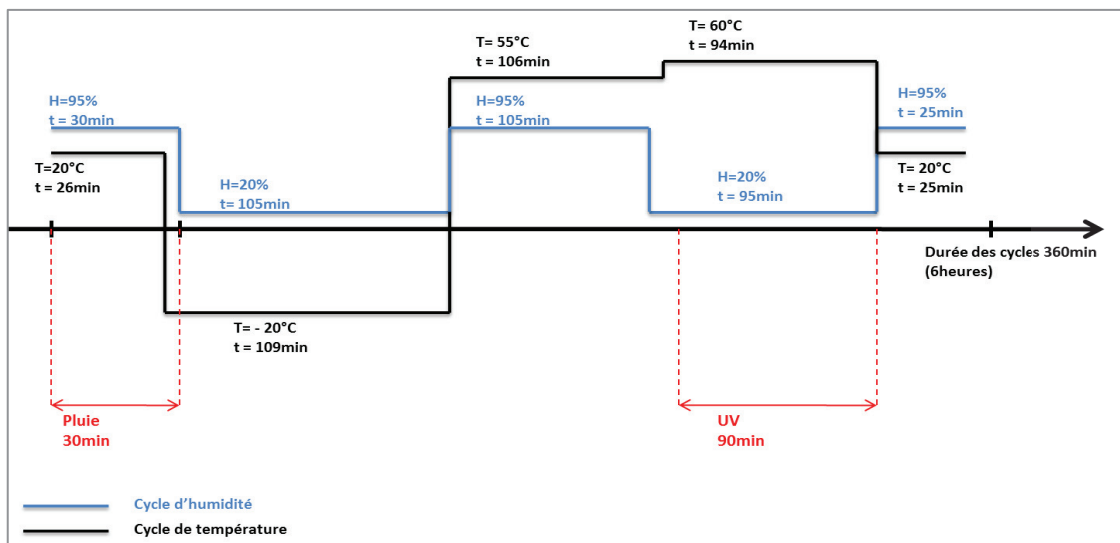 T= 55°C
t = 106min
T= 60°C
t = 94min
H=95%
t = 30min
H=95%
t = 105min
H=95%
t = 25min
T=20°C
t = 26min
H=20%
t= 105min
H=20%
t = 95min
T= 20°C
t = 25min
Durée des cycles 360min
(6heures)
T= - 20°C
t = 109min
Pluie
30min
UV
90min
Cycle d'humidité
Cycle de température